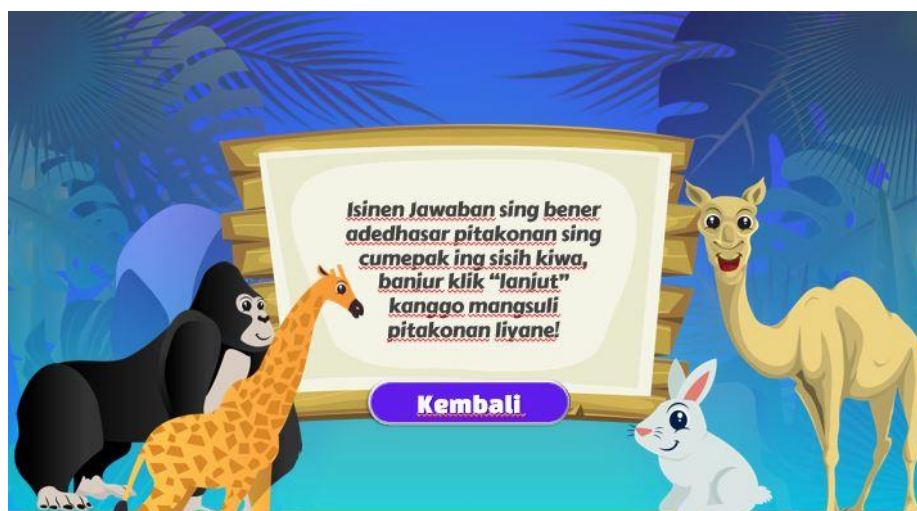 Isinen Jawaban sing bener
adedhasar pitakonan sing
cumepak ing sisih kiwa,
banjur klik “lanjut”
kanggo mangsuli
pitakonan liyane!
Kembali